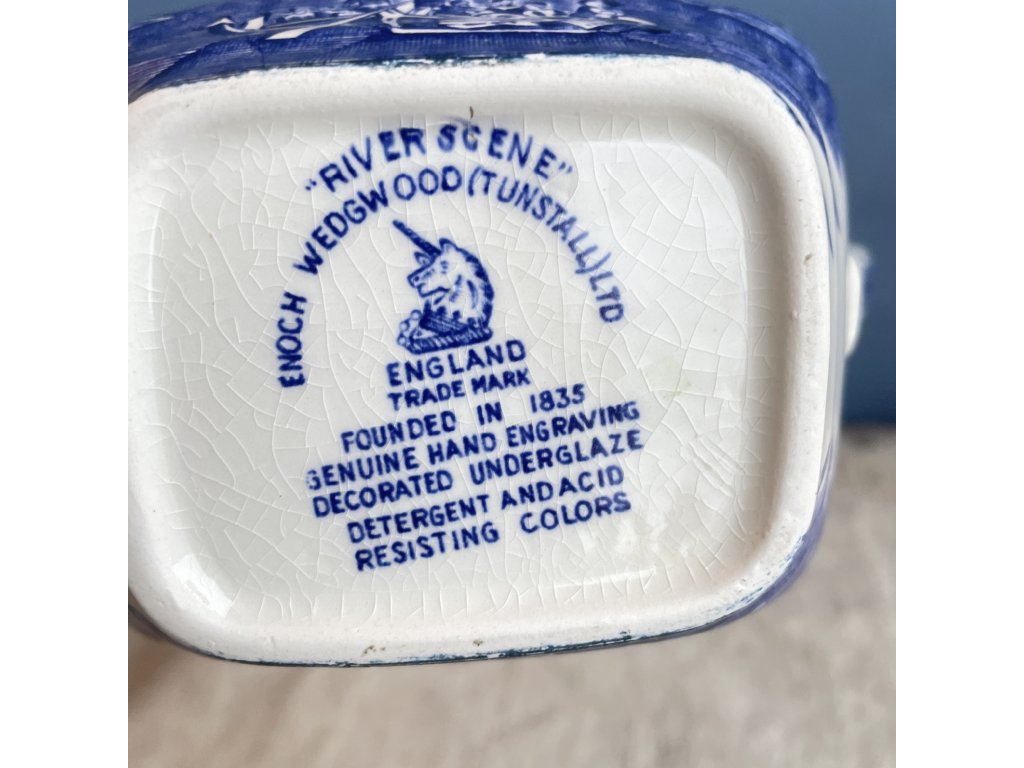 "RIVER SCENE"
ENOCH WEDGWOOD (TUNSTALL) LTD
ENGLAND
TRADE MARK
FOUNDED IN 1835
GENUINE HAND ENGRAVING
DECORATED UNDERGLAZE
DETERGENT AND ACID
RESISTING COLORS